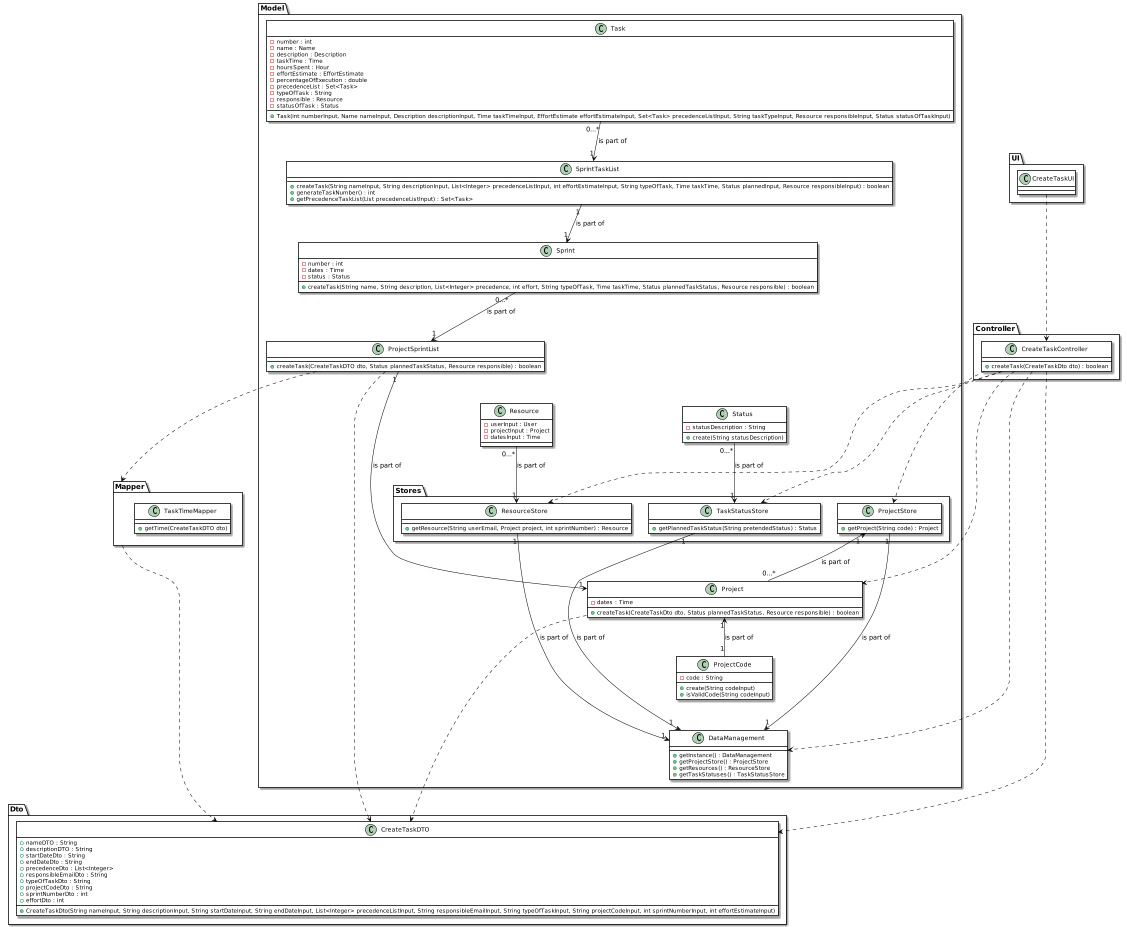 Model
C Task
number : int
name : Name
description : Description
taskTime : Time
hoursSpent : Hour
effortEstimate : EffortEstimate
percentageOfExecution : double
precedenceList : Set<Task>
typeOfTask : String
responsible : Resource
statusOfTask : Status
Task(int numberInput, Name nameInput, Description descriptionInput, Time taskTimeInput, EffortEstimate effortEstimateInput, Set<Task> precedenceListInput, String taskTypeInput, Resource responsibleInput, Status statusOfTaskInput)
0...*
is part of
1
C SprintTaskList
createTask(String nameInput, String descriptionInput, List<Integer> precedenceListInput, int effortEstimateInput, String typeOfTask, Time taskTime, Status plannedInput, Resource responsibleInput) : boolean
generateTaskNumber() : int
getPrecedenceTaskList(List precedenceListInput) : Set<Task>
UI
C CreateTaskUI
1
is part of
1
C Sprint
number : int
dates : Time
status : Status
createTask(String name, String description, List<Integer> precedence, int effort, String typeOfTask, Time taskTime, Status plannedTaskStatus, Resource responsible) : boolean
0...*
is part of
1
Controller
C CreateTaskController
createTask(CreateTaskDto dto) : boolean
C ProjectSprintList
createTask(CreateTaskDTO dto, Status plannedTaskStatus, Resource responsible) : boolean
1
C Resource
userInput : User
projectInput : Project
datesInput : Time
C Status
statusDescription : String
create(String statusDescription)
0...*
0...*
is part of
is part of
is part of
1
1
Mapper
C TaskTimeMapper
getTime(CreateTaskDTO dto)
Stores
C ResourceStore
getResource(String userEmail, Project project, int sprintNumber) : Resource
C TaskStatusStore
getPlannedTaskStatus(String pretendedStatus) : Status
C ProjectStore
getProject(String code) : Project
1
1
1
1
is part of
0...*
1
C Project
dates : Time
createTask(CreateTaskDto dto, Status plannedTaskStatus, Resource responsible) : boolean
1
is part of
is part of
is part of
is part of
1
C ProjectCode
code : String
create(String codeInput)
isValidCode(String codeInput)
1
1
1
C DataManagement
getInstance() : DataManagement
getProjectStore() : ProjectStore
getResources() : ResourceStore
getTaskStatuses() : TaskStatusStore
Dto
C CreateTaskDTO
nameDTO : String
descriptionDTO : String
startDateDto : String
endDateDto : String
precedenceDto : List<Integer>
responsibleEmailDto : String
typeOfTaskDto : String
projectCodeDto : String
sprintNumberDto : int
effortDto : int
CreateTaskDto(String nameInput, String descriptionInput, String startDateInput, String endDateInput, List<Integer> precedenceListInput, String responsibleEmailInput, String typeOfTaskInput, String projectCodeInput, int sprintNumberInput, int effortEstimateInput)